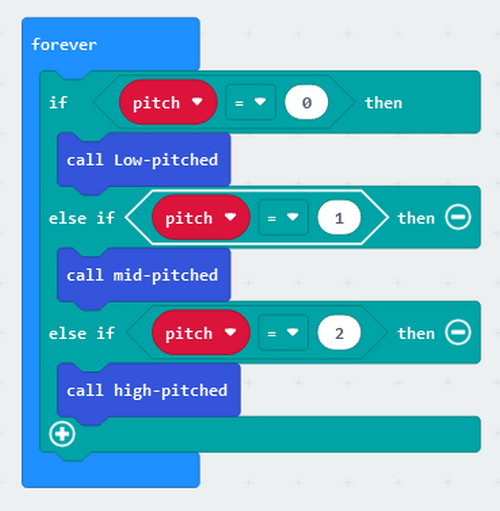 forever
if pitch = 0 then
call Low-pitched
else if pitch = 1 then
call mid-pitched
else if pitch = 2 then
call high-pitched